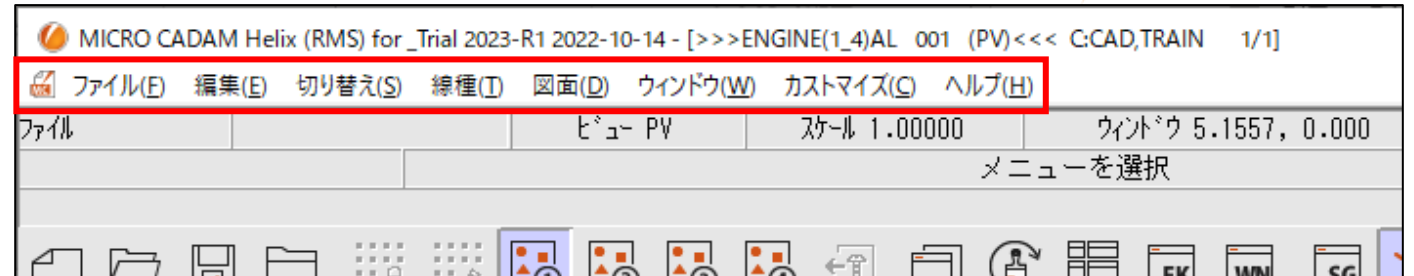 MICRO CADAM Helix (RMS) for _Trial 2023-R1 2022-10-14 - [>>>ENGINE(1_4)AL 001 (PV)<<< C:CAD,TRAIN 1/1]
ファイル(F) 編集(E) 切り替え(S) 線種(T) 図面(D) ウィンドウ(W) カスタマイズ(C) ヘルプ(H)
ファイル ビュー PV スケール 1.00000 ウィンドウ 5.1557, 0.000
メニューを選択
EK WN SG